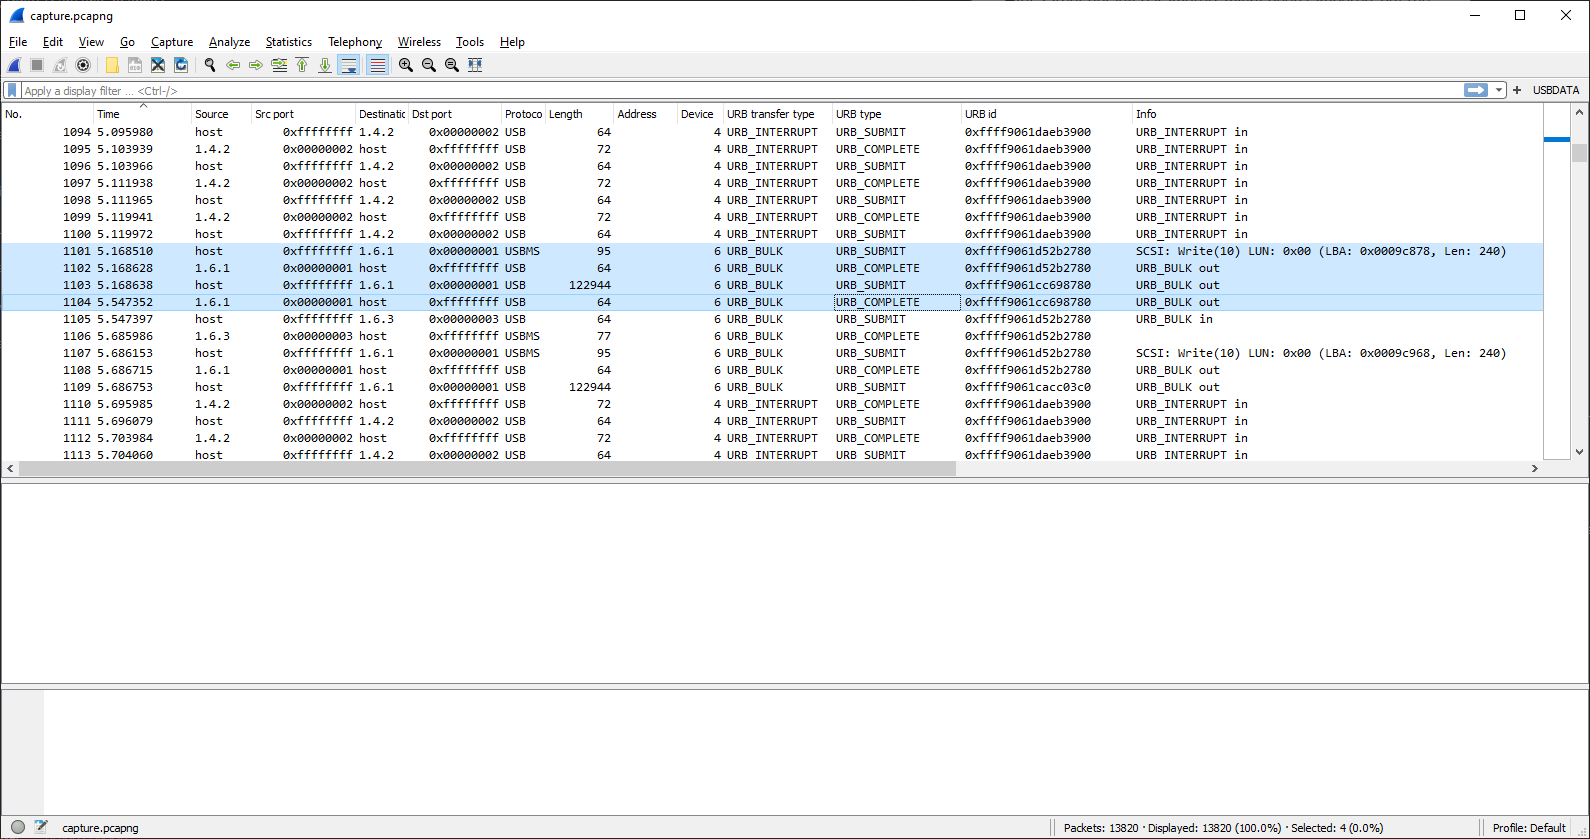 capture.pcapng
File Edit View Go Capture Analyze Statistics Telephony Wireless Tools Help
Apply a display filter ... <Ctrl-/> + USBDATA
No. Time Source Src port Destinatic Dst port Protoco Length Address Device URB transfer type URB type URB id Info
1094 5.095980 host 0xffffffff 1.4.2 0x00000002 USB 64 4 URB_INTERRUPT URB_SUBMIT 0xffff9061daeb3900 URB_INTERRUPT in
1095 5.103939 1.4.2 0x00000002 host 0xffffffff USB 72 4 URB_INTERRUPT URB_COMPLETE 0xffff9061daeb3900 URB_INTERRUPT in
1096 5.103966 host 0xffffffff 1.4.2 0x00000002 USB 64 4 URB_INTERRUPT URB_SUBMIT 0xffff9061daeb3900 URB_INTERRUPT in
1097 5.111938 1.4.2 0x00000002 host 0xffffffff USB 72 4 URB_INTERRUPT URB_COMPLETE 0xffff9061daeb3900 URB_INTERRUPT in
1098 5.111965 host 0xffffffff 1.4.2 0x00000002 USB 64 4 URB_INTERRUPT URB_SUBMIT 0xffff9061daeb3900 URB_INTERRUPT in
1099 5.119941 1.4.2 0x00000002 host 0xffffffff USB 72 4 URB_INTERRUPT URB_COMPLETE 0xffff9061daeb3900 URB_INTERRUPT in
1100 5.119972 host 0xffffffff 1.4.2 0x00000002 USB 64 4 URB_INTERRUPT URB_SUBMIT 0xffff9061daeb3900 URB_INTERRUPT in
1101 5.168510 host 0xffffffff 1.6.1 0x00000001 USBMS 95 6 URB_BULK URB_SUBMIT 0xffff9061d52b2780 SCSI: Write(10) LUN: 0x00 (LBA: 0x0009c878, Len: 240)
1102 5.168628 1.6.1 0x00000001 host 0xffffffff USB 64 6 URB_BULK URB_COMPLETE 0xffff9061d52b2780 URB_BULK out
1103 5.168638 host 0xffffffff 1.6.1 0x00000001 USB 122944 6 URB_BULK URB_SUBMIT 0xffff9061cc698780 URB_BULK out
1104 5.547352 1.6.1 0x00000001 host 0xffffffff USB 64 6 URB_BULK URB_COMPLETE 0xffff9061cc698780 URB_BULK out
1105 5.547397 host 0xffffffff 1.6.3 0x00000003 USB 64 6 URB_BULK URB_SUBMIT 0xffff9061d52b2780 URB_BULK in
1106 5.685986 1.6.3 0x00000003 host 0xffffffff USBMS 77 6 URB_BULK URB_COMPLETE 0xffff9061d52b2780
1107 5.686153 host 0xffffffff 1.6.1 0x00000001 USBMS 95 6 URB_BULK URB_SUBMIT 0xffff9061d52b2780 SCSI: Write(10) LUN: 0x00 (LBA: 0x0009c968, Len: 240)
1108 5.686715 1.6.1 0x00000001 host 0xffffffff USB 64 6 URB_BULK URB_COMPLETE 0xffff9061d52b2780 URB_BULK out
1109 5.686753 host 0xffffffff 1.6.1 0x00000001 USB 122944 6 URB_BULK URB_SUBMIT 0xffff9061cacc03c0 URB_BULK out
1110 5.695985 1.4.2 0x00000002 host 0xffffffff USB 72 4 URB_INTERRUPT URB_COMPLETE 0xffff9061daeb3900 URB_INTERRUPT in
1111 5.696079 host 0xffffffff 1.4.2 0x00000002 USB 64 4 URB_INTERRUPT URB_SUBMIT 0xffff9061daeb3900 URB_INTERRUPT in
1112 5.703984 1.4.2 0x00000002 host 0xffffffff USB 72 4 URB_INTERRUPT URB_COMPLETE 0xffff9061daeb3900 URB_INTERRUPT in
1113 5.704060 host 0xffffffff 1.4.2 0x00000002 USB 64 4 URB_INTERRUPT URB_SUBMIT 0xffff9061daeb3900 URB_INTERRUPT in
capture.pcapng Packets: 13820 · Displayed: 13820 (100.0%) · Selected: 4 (0.0%) Profile: Default